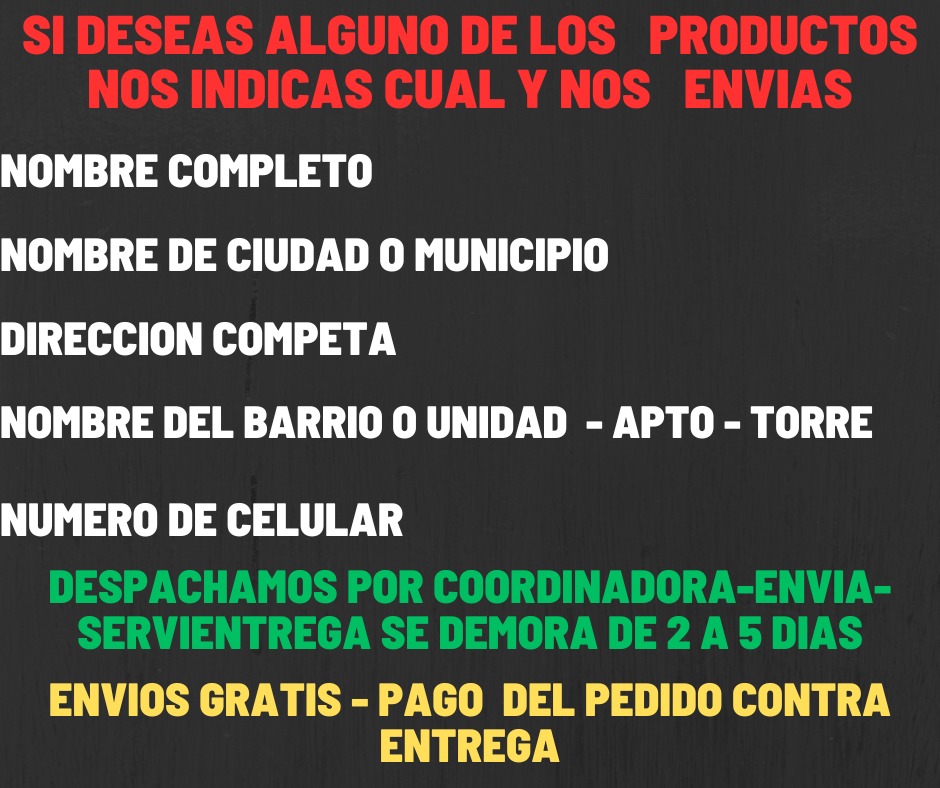 SI DESEAS ALGUNO DE LOS PRODUCTOS
NOS INDICAS CUAL Y NOS ENVIAS
NOMBRE COMPLETO
NOMBRE DE CIUDAD O MUNICIPIO
DIRECCION COMPETA
NOMBRE DEL BARRIO O UNIDAD - APTO - TORRE
NUMERO DE CELULAR
DESPACHAMOS POR COORDINADORA-ENVIA-
SERVIENTREGA SE DEMORA DE 2 A 5 DIAS
ENVIOS GRATIS - PAGO DEL PEDIDO CONTRA
ENTREGA